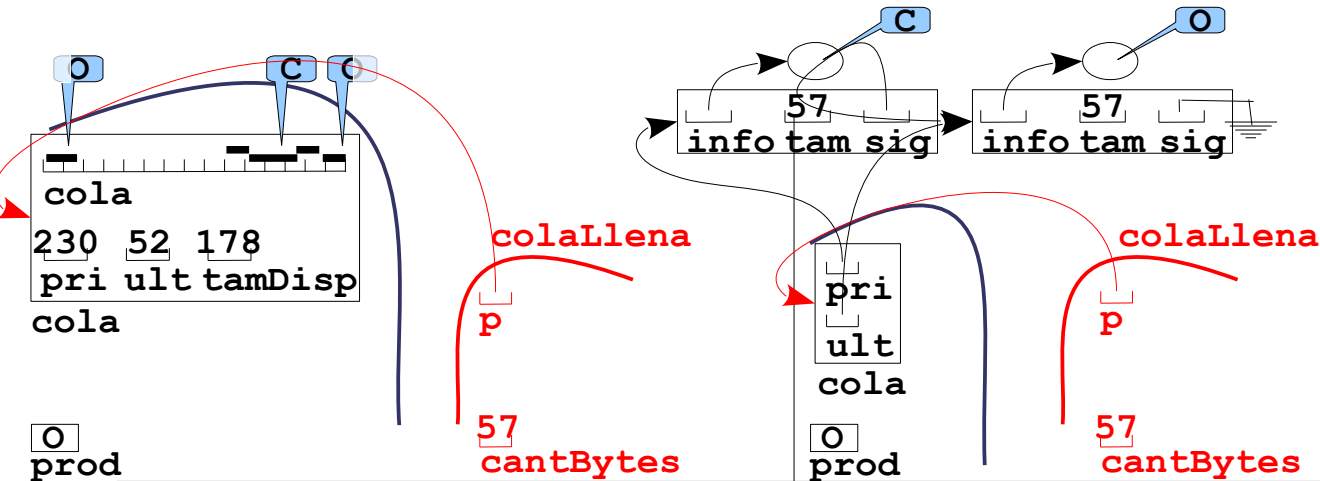 O C O
cola
230 52 178
pri ult tamDisp
cola
colaLlena
p
57
cantBytes
O
prod
C O
57
info tam sig
57
info tam sig
colaLlena
pri
ult
cola
p
57
cantBytes
O
prod